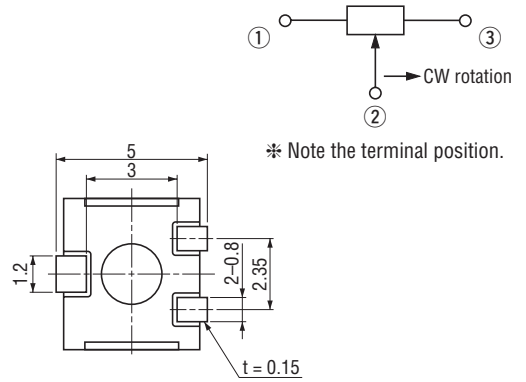 ① ③
CW rotation
②
❈ Note the terminal position.
5
3
1.2
2–0.8
2.35
t = 0.15